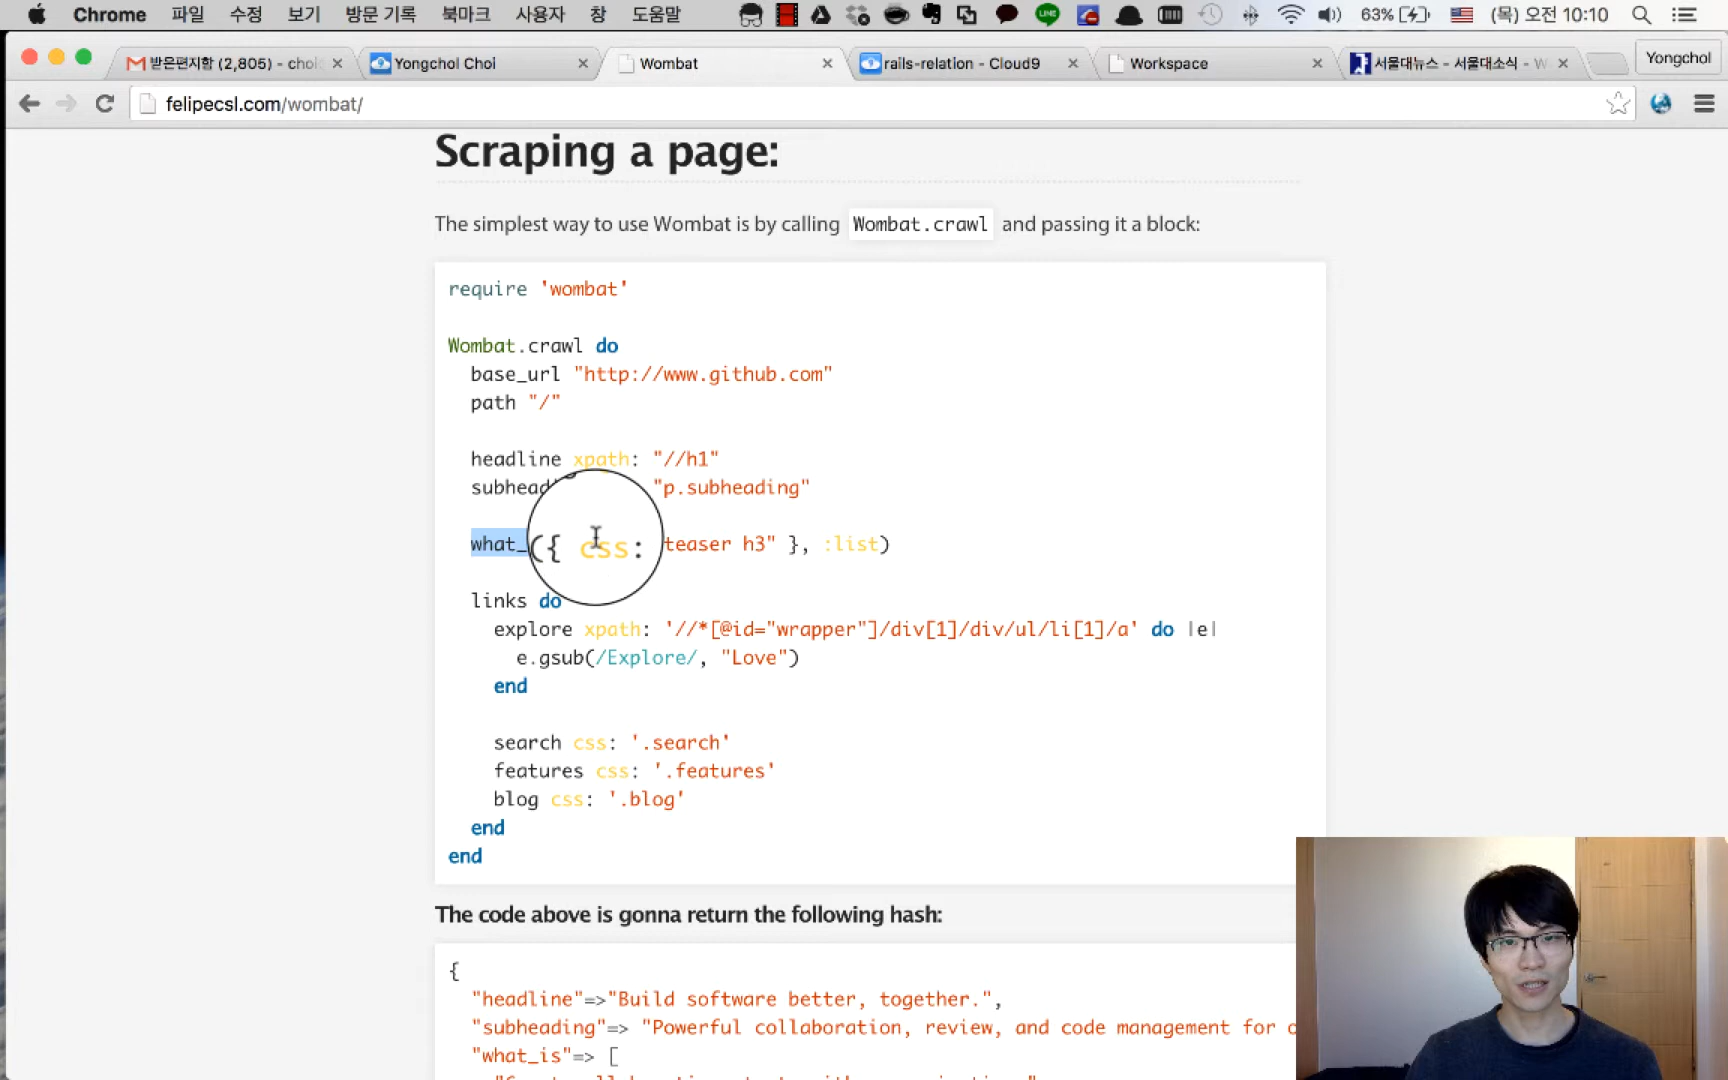 Chrome 파일 수정 보기 방문 기록 북마크 사용자 창 도움말 LINE 63% (목) 오전 10:10
받은편지함 (2,805) - choi Yongchol Choi Wombat rails-relation - Cloud9 Workspace 서울대뉴스 - 서울대소식 - W Yongchol
felipecsl.com/wombat/
Scraping a page:
The simplest way to use Wombat is by calling Wombat.crawl and passing it a block:
require 'wombat'
Wombat.crawl do
base_url "http://www.github.com"
path "/"
headline xpath: "//h1"
subhead "p.subheading"
what_ ({ css: teaser h3" }, :list)
links do
explore xpath: '//*[@id="wrapper"]/div[1]/div/ul/li[1]/a' do |e|
e.gsub(/Explore/, "Love")
end
search css: '.search'
features css: '.features'
blog css: '.blog'
end
end
The code above is gonna return the following hash:
{
"headline"=>"Build software better, together.",
"subheading"=> "Powerful collaboration, review, and code management for o
"what_is"=> [